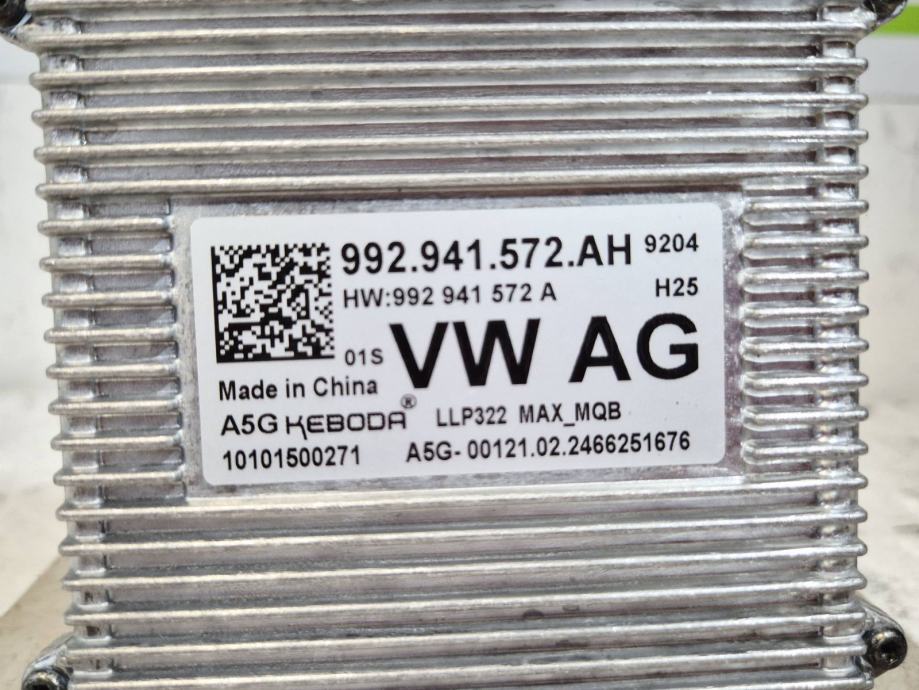 992.941.572.AH 9204
HW:992 941 572 A H25
01S VW AG
Made in China
A5G KEBODA® LLP322 MAX_MQB
10101500271 A5G- 00121.02.2466251676